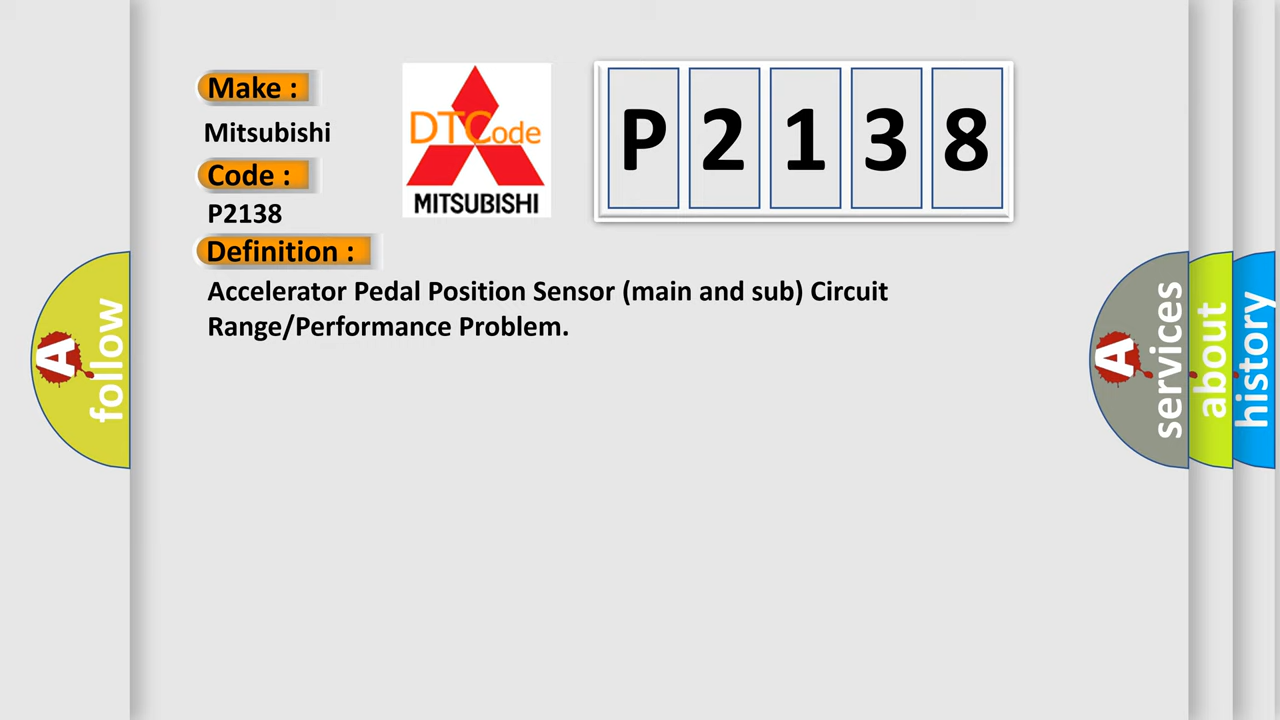 Make :
Mitsubishi
Code :
P2138
Definition :
Accelerator Pedal Position Sensor (main and sub) Circuit
Range/Performance Problem.
DTCode
MITSUBISHI
P 2 1 3 8
A follow
A services
about
history